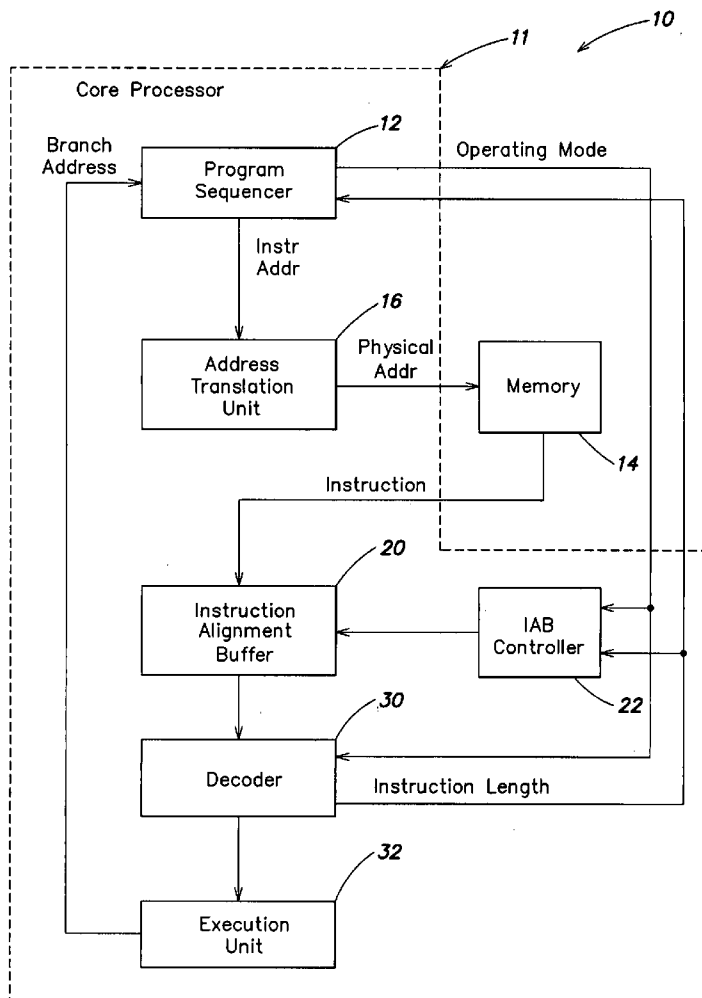 10
11
Core Processor
12
Branch
Address
Program
Sequencer
Operating Mode
Instr
Addr
16
Address
Translation
Unit
Physical
Addr
Memory
14
Instruction
20
Instruction
Alignment
Buffer
IAB
Controller
22
30
Decoder
Instruction Length
32
Execution
Unit